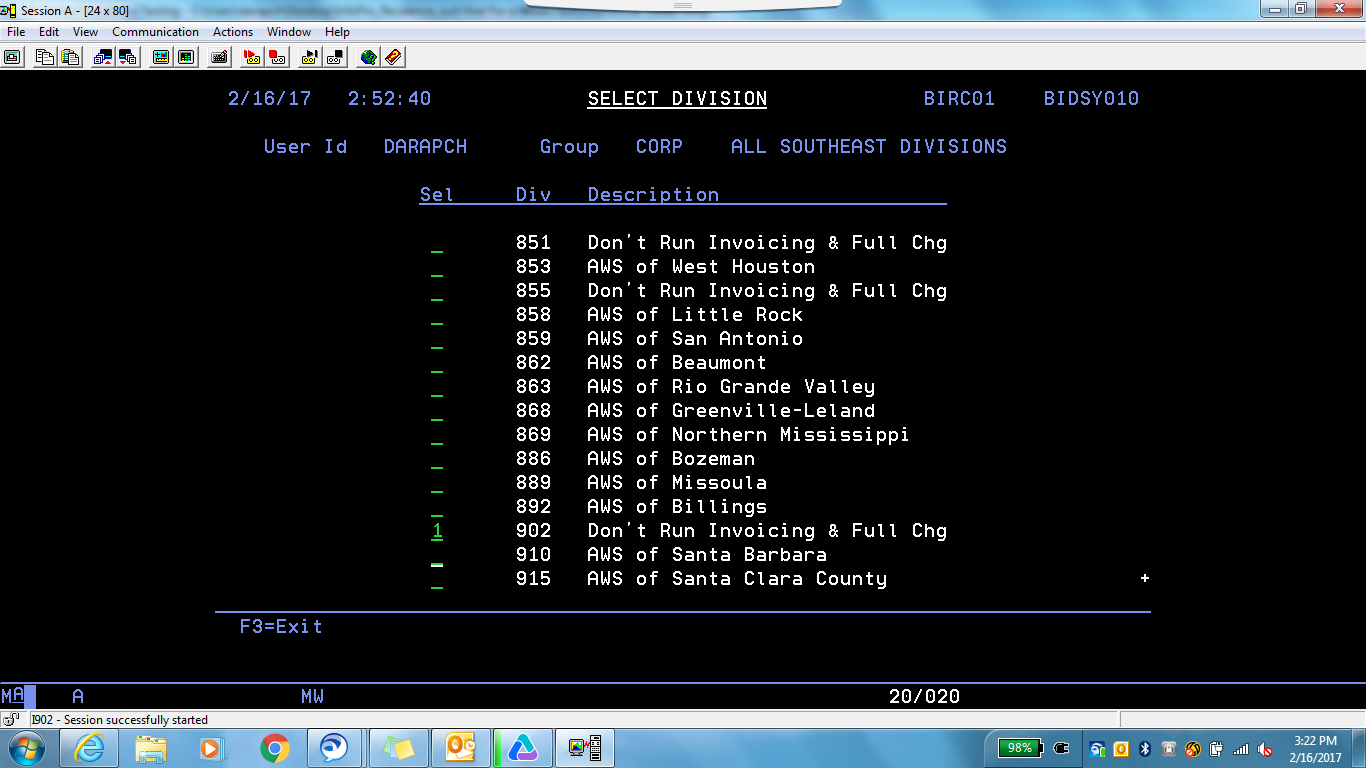 Session A - [24 x 80]
File Edit View Communication Actions Window Help
2/16/17 2:52:40 SELECT DIVISION BIRC01 BIDSY010
User Id DARAPCH Group CORP ALL SOUTHEAST DIVISIONS
Sel Div Description
_ 851 Don't Run Invoicing & Full Chg
_ 853 AWS of West Houston
_ 855 Don't Run Invoicing & Full Chg
_ 858 AWS of Little Rock
_ 859 AWS of San Antonio
_ 862 AWS of Beaumont
_ 863 AWS of Rio Grande Valley
_ 868 AWS of Greenville-Leland
_ 869 AWS of Northern Mississippi
_ 886 AWS of Bozeman
_ 889 AWS of Missoula
_ 892 AWS of Billings
1 902 Don't Run Invoicing & Full Chg
_ 910 AWS of Santa Barbara
_ 915 AWS of Santa Clara County +
F3=Exit
MA A MW 20/020
I902 - Session successfully started
98% 3:22 PM
2/16/2017